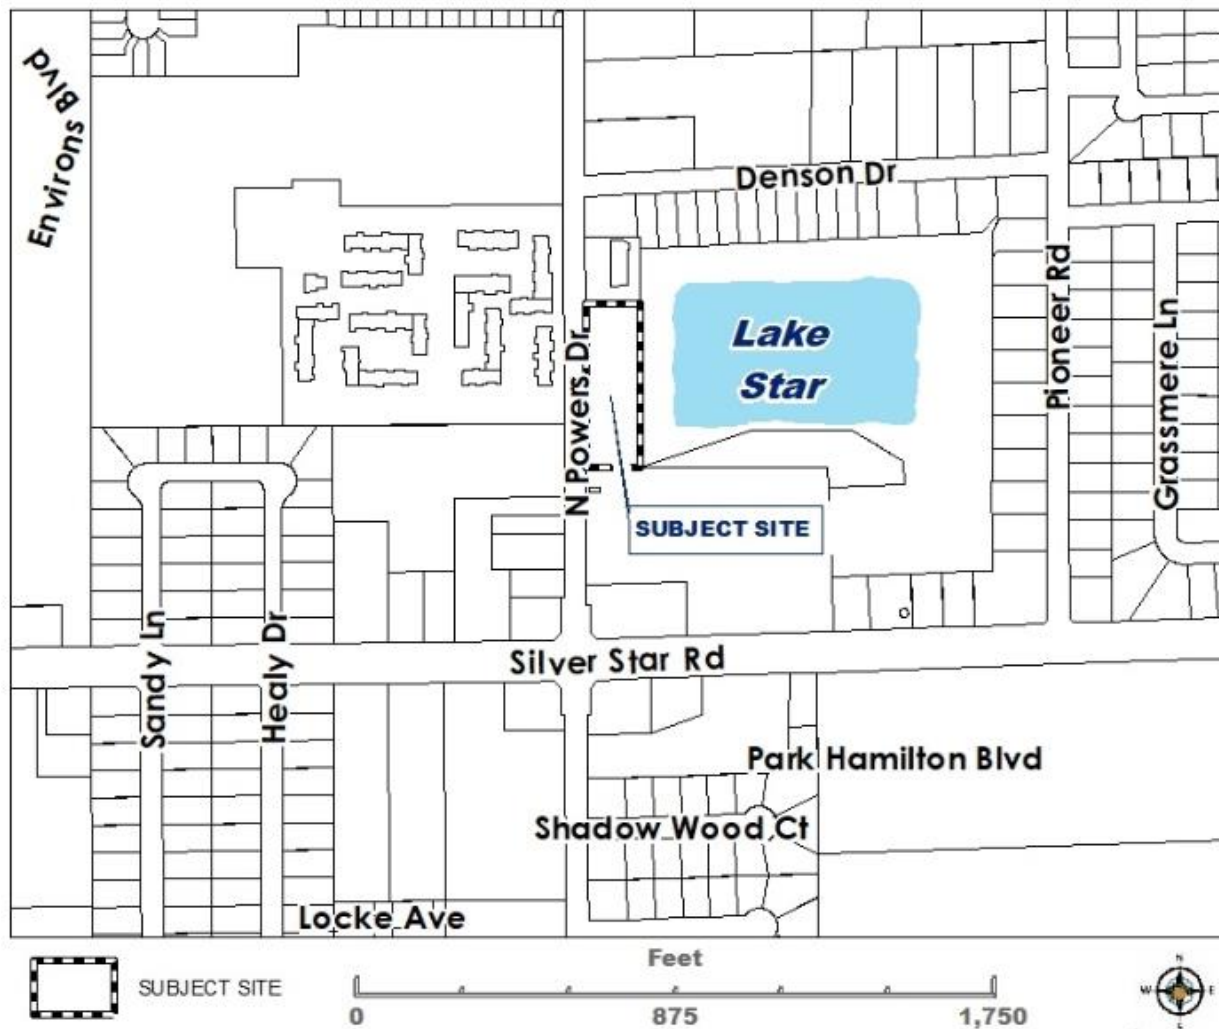 Environs Blvd
Denson Dr
Pioneer Rd
Grassmere Ln
Lake
Star
N Powers Dr
SUBJECT SITE
Sandy Ln
Healy Dr
Silver Star Rd
Park Hamilton Blvd
Shadow Wood Ct
Locke Ave
SUBJECT SITE
Feet
0 875 1,750
N
W E